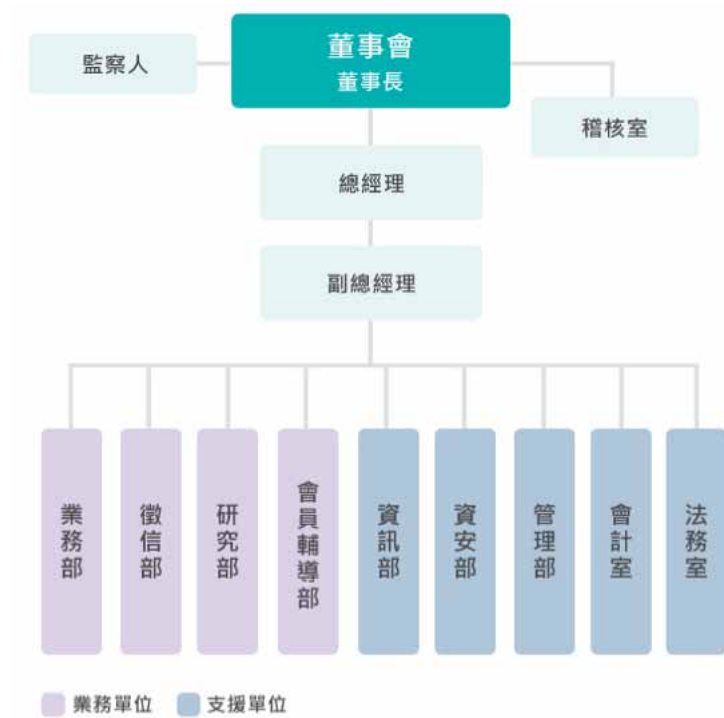 董事會
董事長
監察人
稽核室
總經理
副總經理
業務部
徵信部
研究部
會員輔導部
資訊部
資安部
管理部
會計室
法務室
業務單位
支援單位